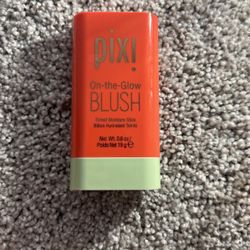 pixi
On-the-Glow
BLUSH
Tinted Moisture Stick
Bâton Hydratant Teinté
Net Wt. 0.6 oz /
Poids Net 19 g ℮